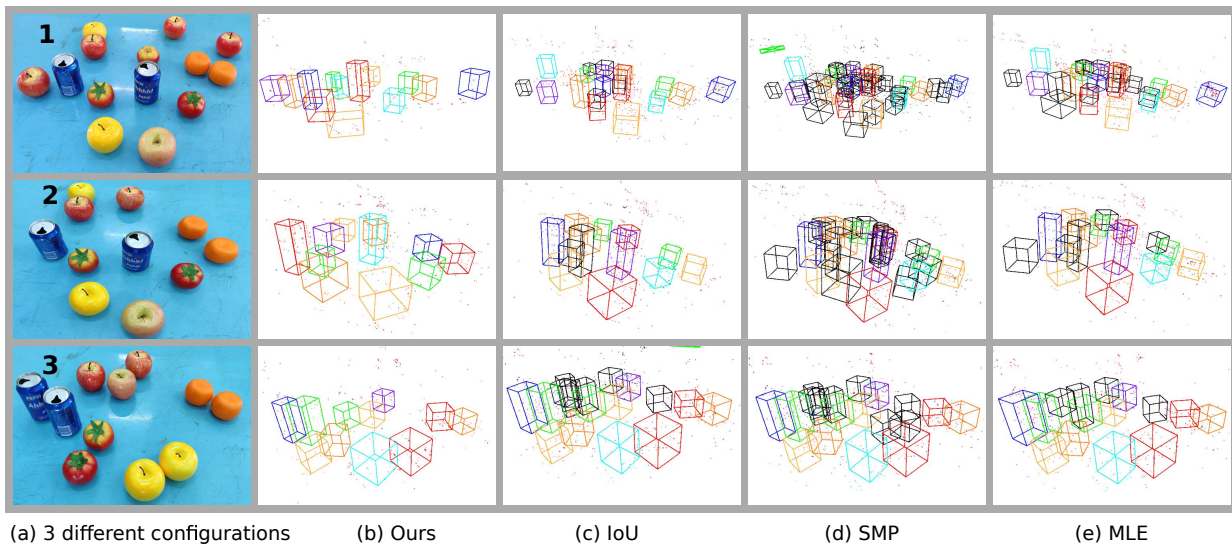 1
2
3
(a) 3 different configurations
(b) Ours
(c) IoU
(d) SMP
(e) MLE